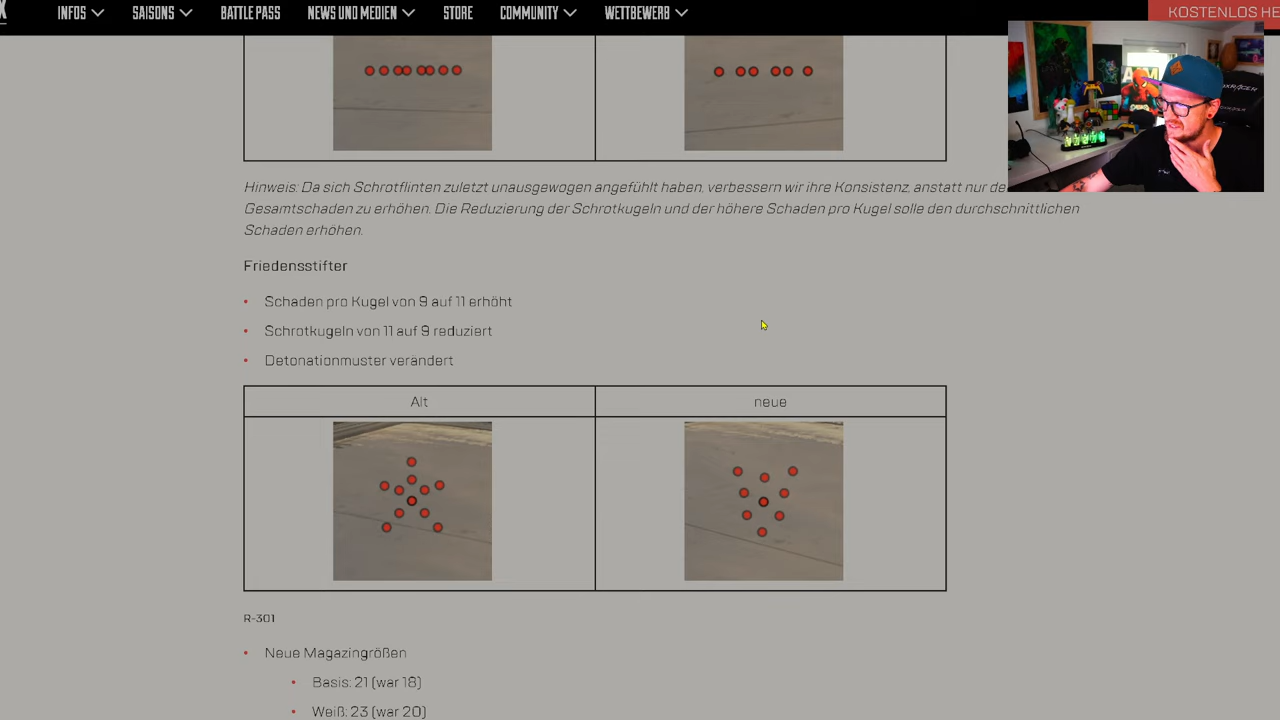 INFOS SAISONS BATTLE PASS NEWS UND MEDIEN STORE COMMUNITY WETTBEWERB KOSTENLOS HE
Hinweis: Da sich Schrotflinten zuletzt unausgewogen angefühlt haben, verbessern wir ihre Konsistenz, anstatt nur de
Gesamtschaden zu erhöhen. Die Reduzierung der Schrotkugeln und der höhere Schaden pro Kugel solle den durchschnittlichen
Schaden erhöhen.
Friedensstifter
• Schaden pro Kugel von 9 auf 11 erhöht
• Schrotkugeln von 11 auf 9 reduziert
• Detonationmuster verändert
Alt neue
R-301
• Neue Magazingrößen
• Basis: 21 (war 18)
• Weiß: 23 (war 20)